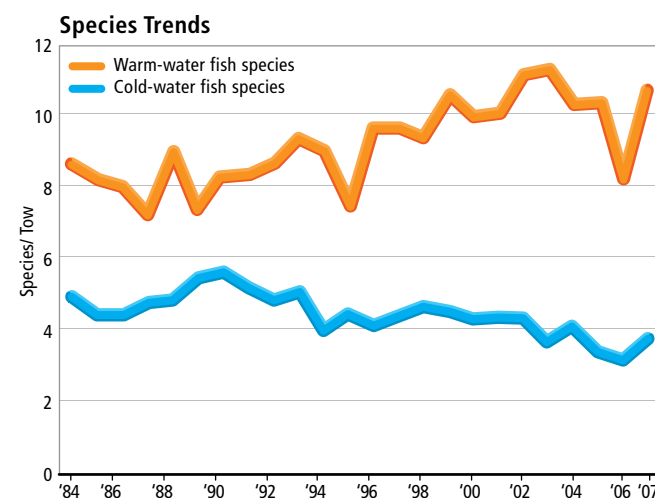 Species Trends
12
Warm-water fish species
Cold-water fish species
10
8
Species/ Tow
6
4
2
0
'84 '86 '88 '90 '92 '94 '96 '98 '00 '02 '04 '06 '07